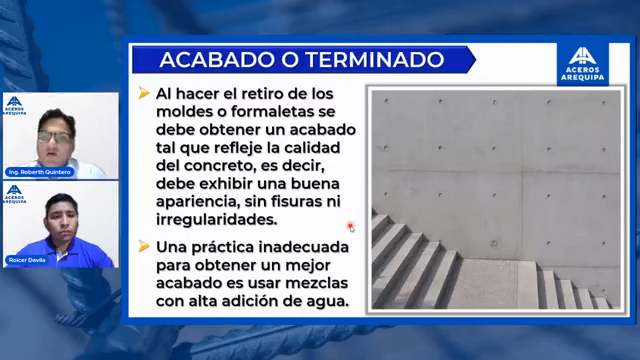 ACABADO O TERMINADO
ACEROS
AREQUIPA
Al hacer el retiro de los
moldes o formaletas se
debe obtener un acabado
tal que refleje la calidad
del concreto, es decir,
debe exhibir una buena
apariencia, sin fisuras ni
irregularidades.
Una práctica inadecuada
para obtener un mejor
acabado es usar mezclas
con alta adición de agua.
ACEROS
AREQUIPA
Ing. Roberth Quintero
ACEROS
AREQUIPA
Roicer Davila